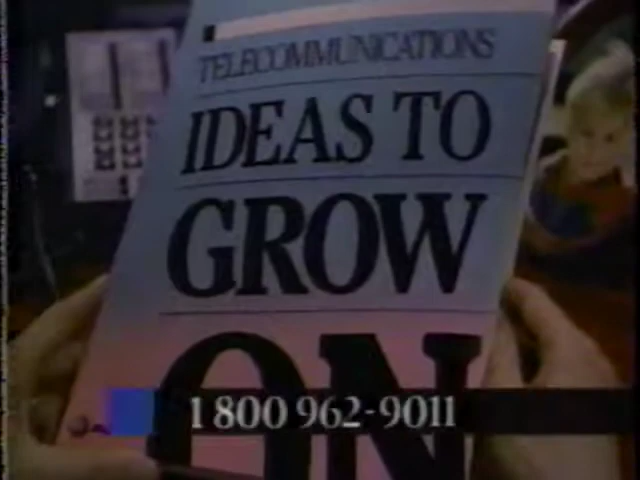 TELECOMMUNICATIONS
IDEAS TO
GROW
ON
1 800 962-9011